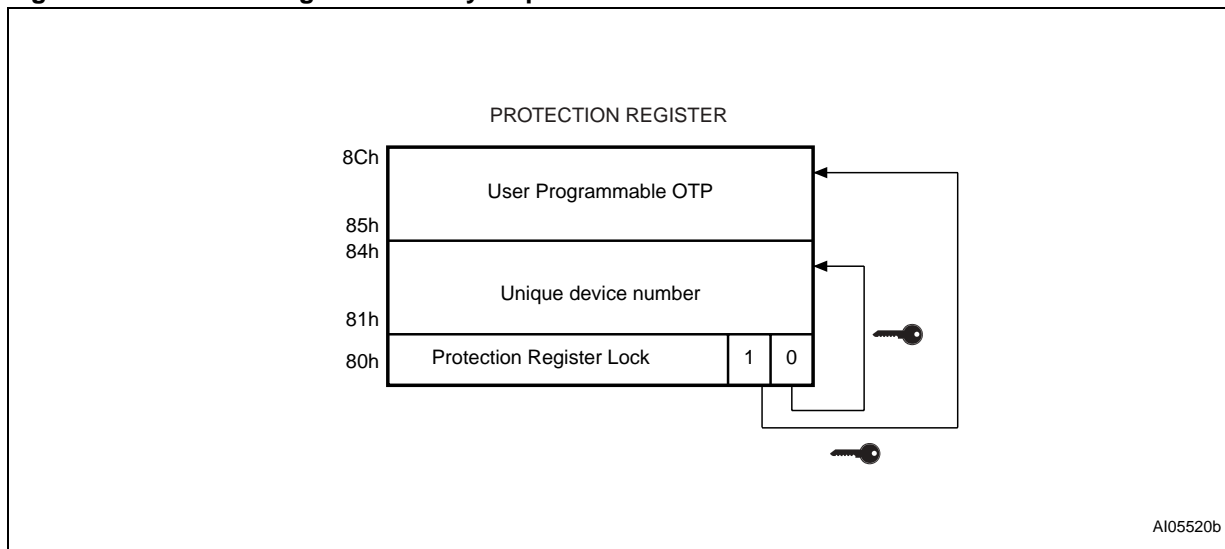 PROTECTION REGISTER
8Ch
User Programmable OTP
85h
84h
Unique device number
81h
80h Protection Register Lock 1 0
AI05520b